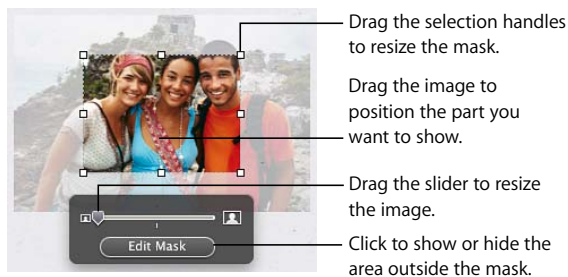 Drag the selection handles
to resize the mask.
Drag the image to
position the part you
want to show.
Drag the slider to resize
the image.
Edit Mask
Click to show or hide the
area outside the mask.